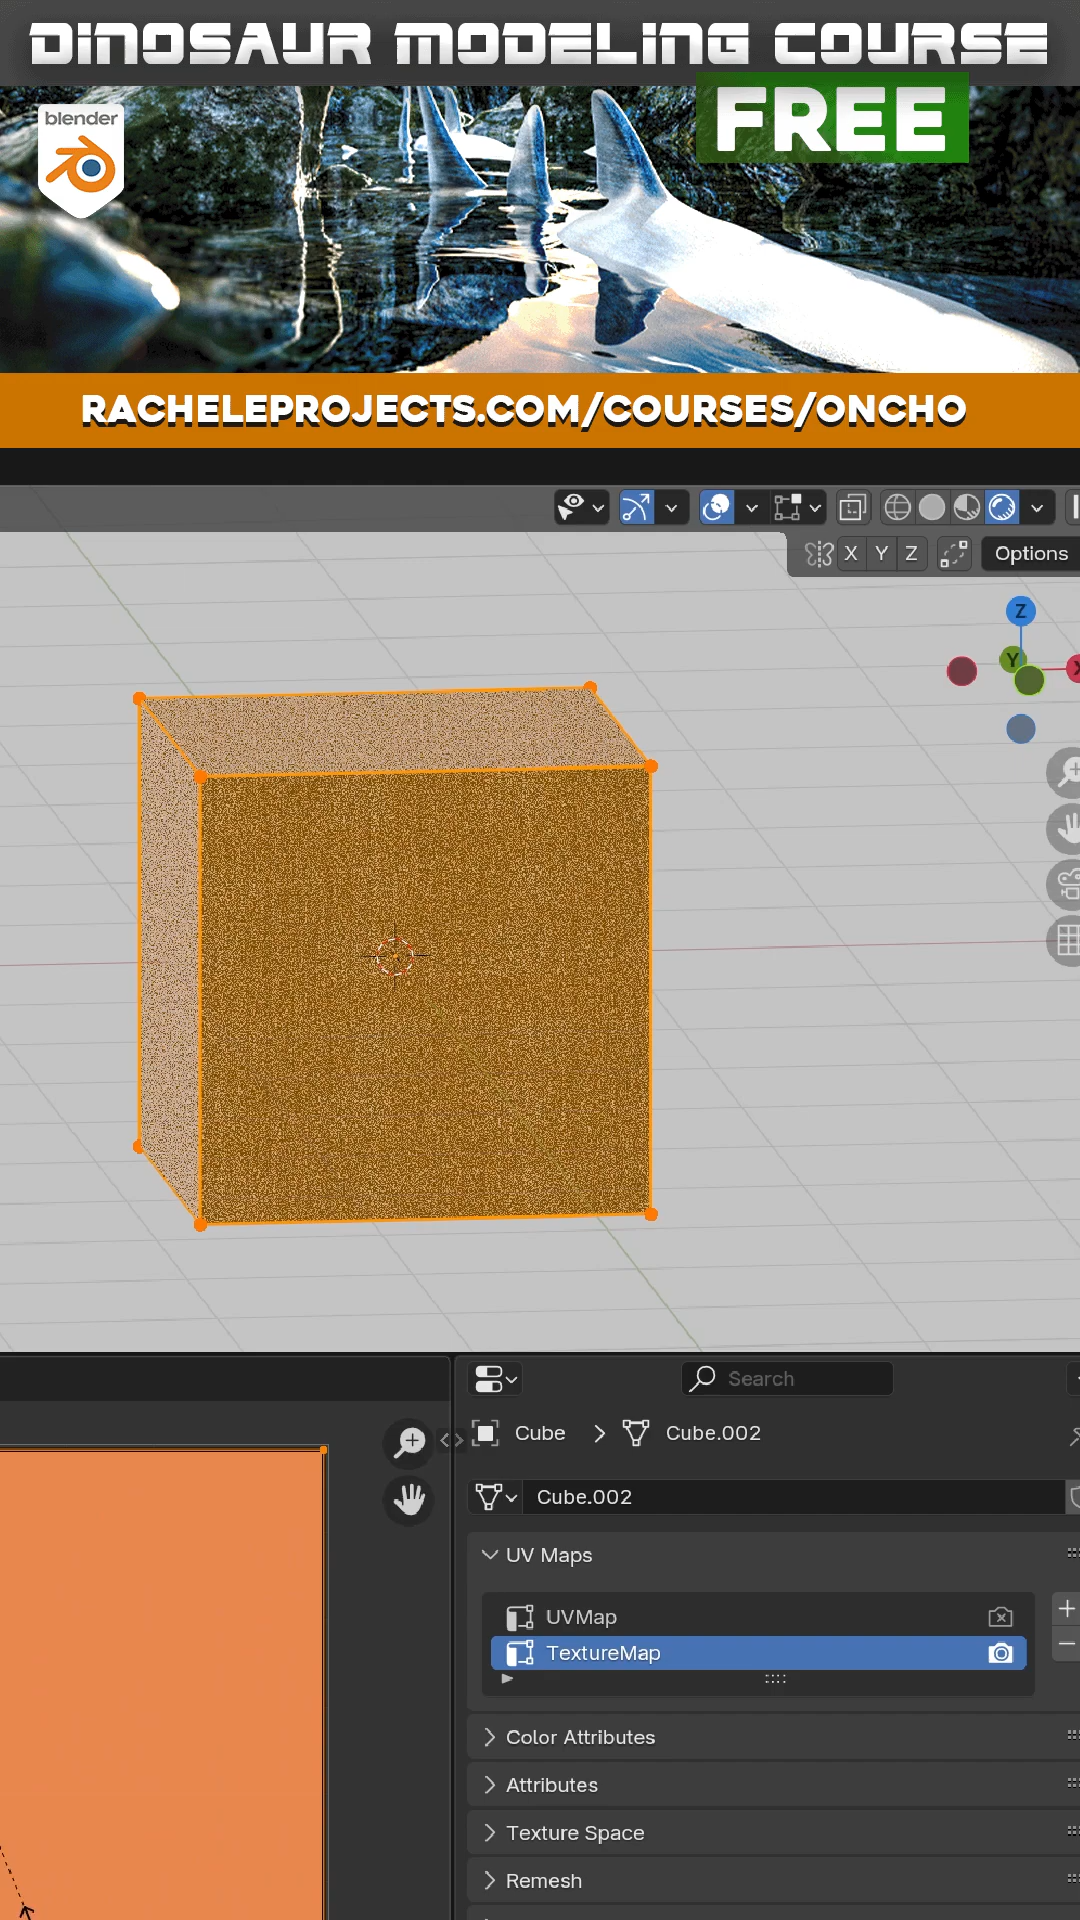 DINOSAUR MODELING COURSE
FREE
blender
RACHELEPROJECTS.COM/COURSES/ONCHO
X Y Z Options
Z
Y
X
Search
Cube > Cube.002
Cube.002
UV Maps
UVMap
TextureMap
Color Attributes
Attributes
Texture Space
Remesh